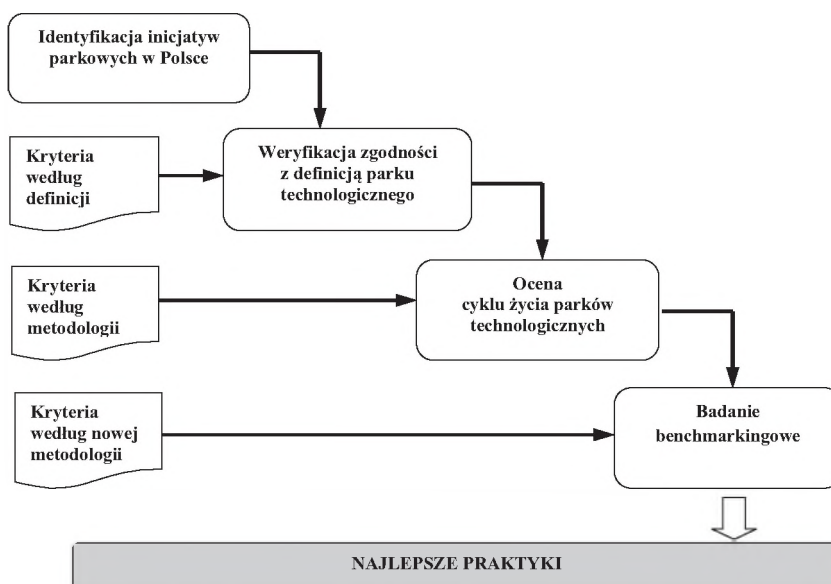 Identyfikacja inicjatyw
parkowych w Polsce
Kryteria
według
definicji
Weryfikacja zgodności
z definicją parku
technologicznego
Kryteria
według
metodologii
Ocena
cyklu życia parków
technologicznych
Kryteria
według nowej
metodologii
Badanie
benchmarkingowe
NAJLEPSZE PRAKTYKI